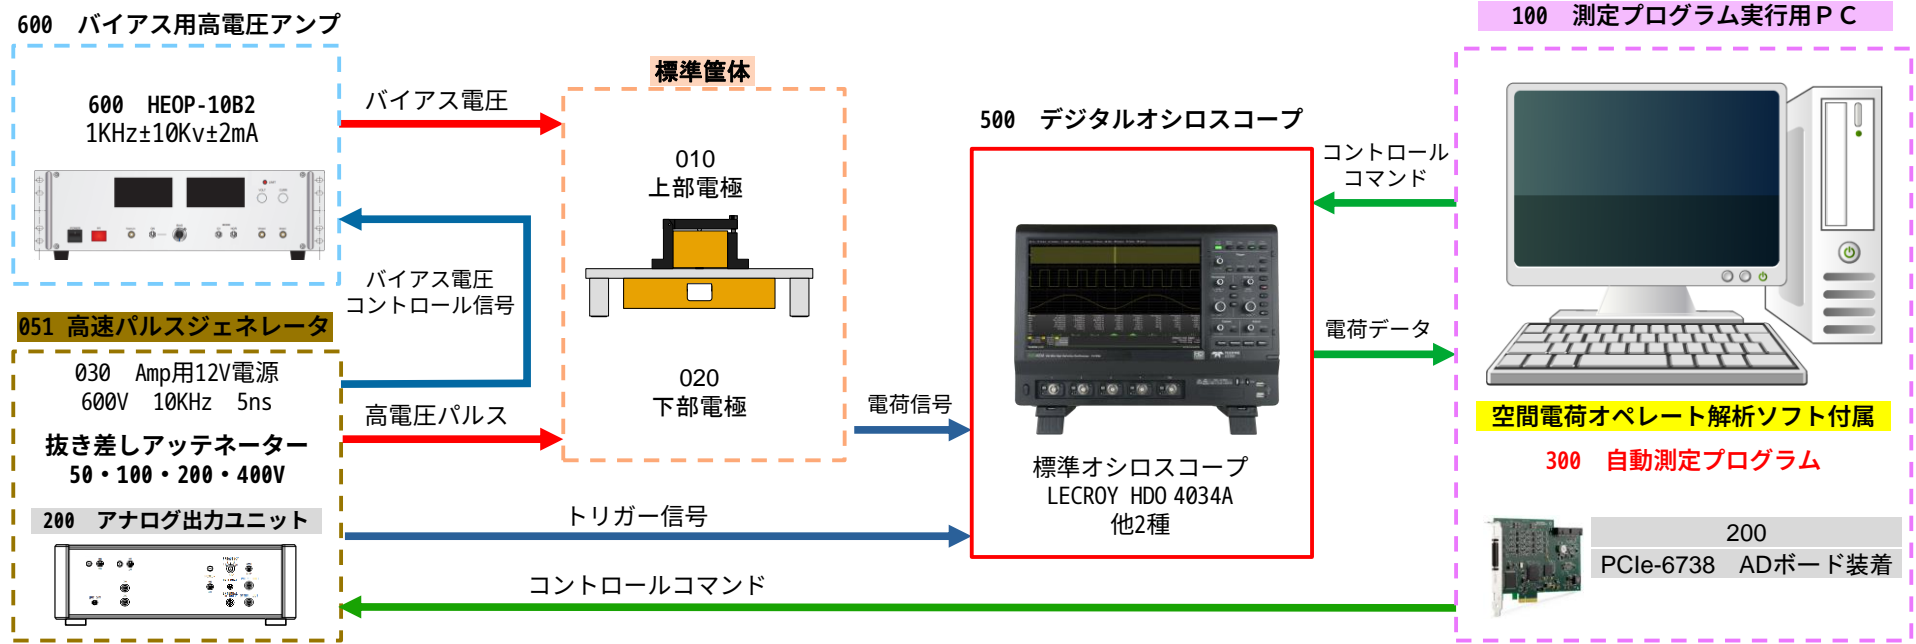 600　バイアス用高電圧アンプ
600　HEOP-10B2
1KHz±10Kv±2mA
051 高速パルスジェネレータ
030　Amp用12V電源
600V　10KHz　5ns
抜き差しアッテネーター
50・100・200・400V
200　アナログ出力ユニット
バイアス電圧
バイアス電圧
コントロール信号
高電圧パルス
トリガー信号
コントロールコマンド
標準筐体
010
上部電極
020
下部電極
電荷信号
500　デジタルオシロスコープ
標準オシロスコープ
LECROY HDO 4034A
他2種
コントロール
コマンド
電荷データ
100　測定プログラム実行用ＰＣ
空間電荷オペレート解析ソフト付属
300　自動測定プログラム
200
PCIe-6738　ADボード装着